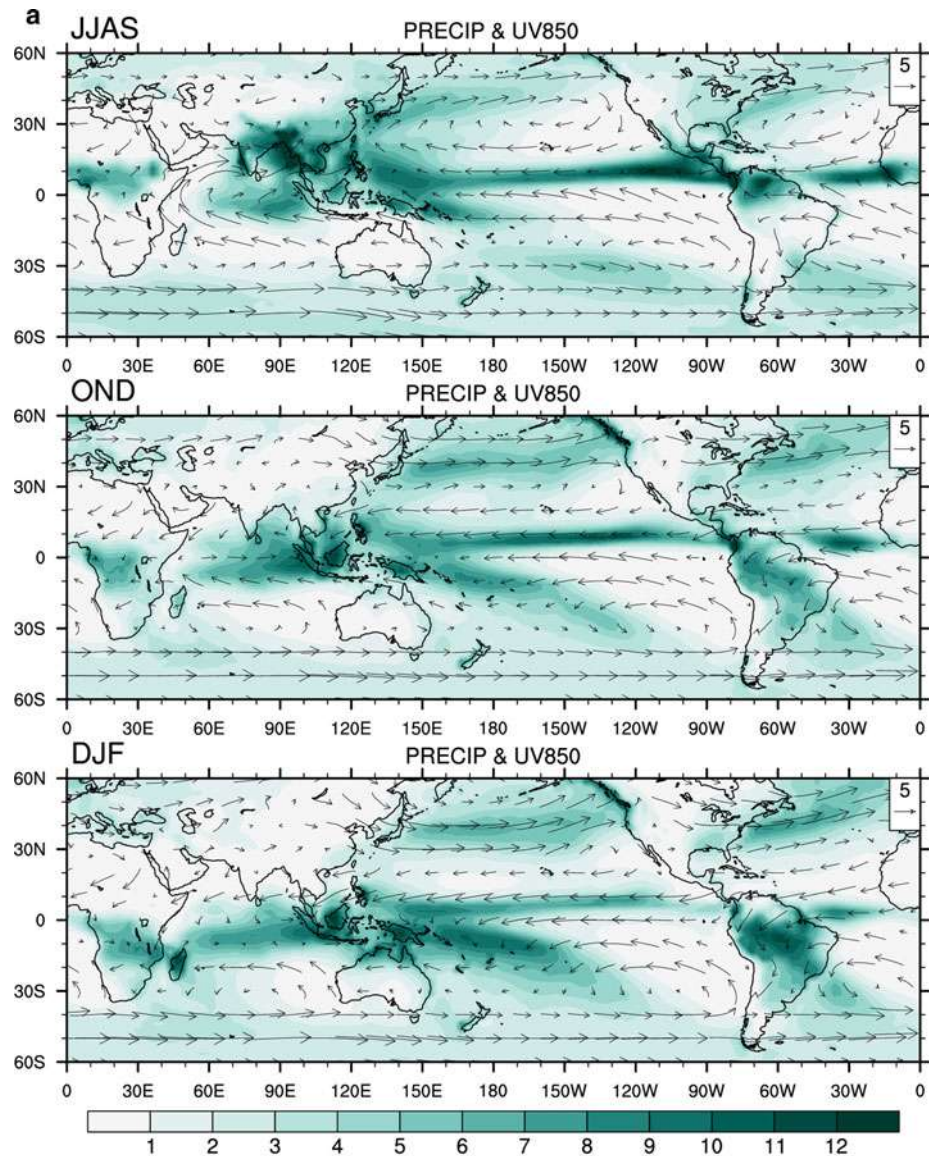 a
JJAS PRECIP & UV850
60N 5
30N
0
30S
60S
0 30E 60E 90E 120E 150E 180 150W 120W 90W 60W 30W 0
OND PRECIP & UV850
60N 5
30N
0
30S
60S
0 30E 60E 90E 120E 150E 180 150W 120W 90W 60W 30W 0
DJF PRECIP & UV850
60N 5
30N
0
30S
60S
0 30E 60E 90E 120E 150E 180 150W 120W 90W 60W 30W 0
1 2 3 4 5 6 7 8 9 10 11 12